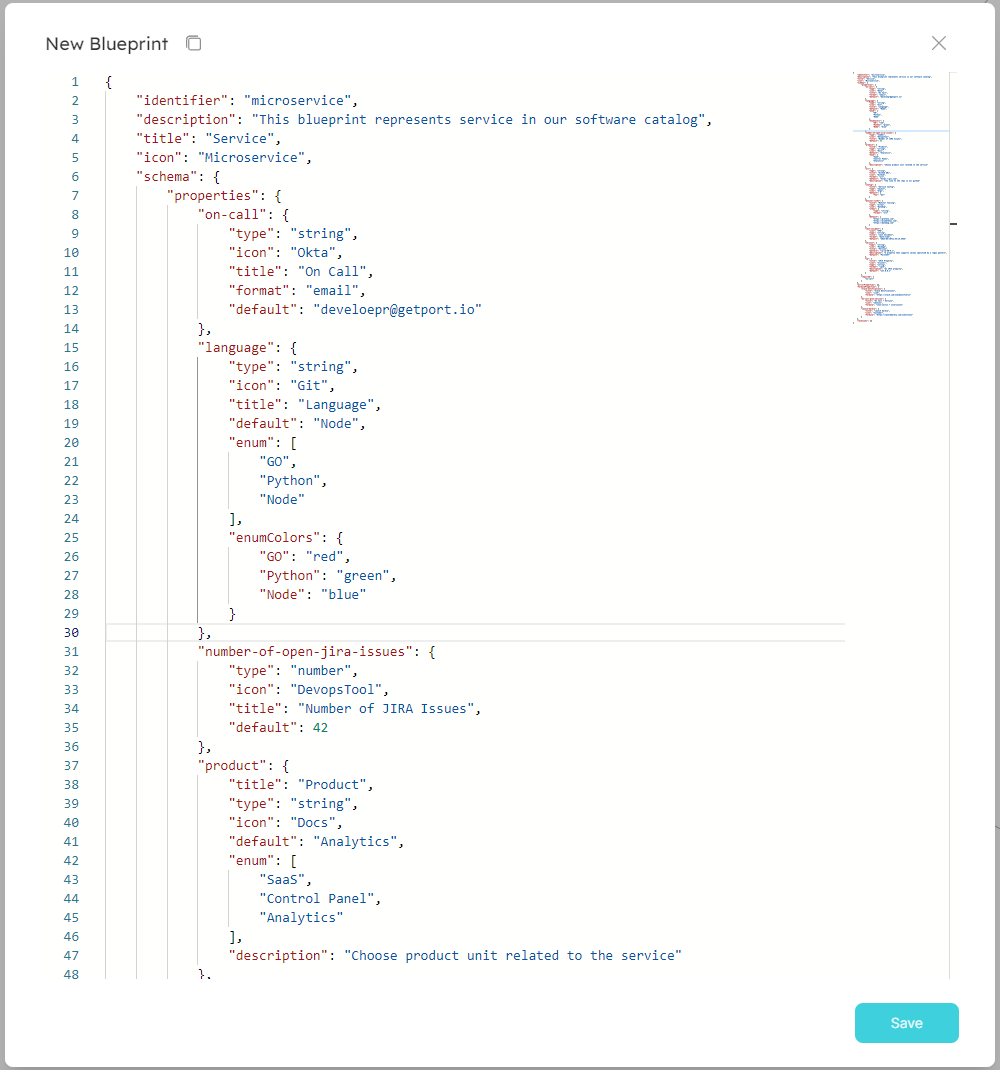 New Blueprint
1 {
2 "identifier": "microservice",
3 "description": "This blueprint represents service in our software catalog",
4 "title": "Service",
5 "icon": "Microservice",
6 "schema": {
7 "properties": {
8 "on-call": {
9 "type": "string",
10 "icon": "Okta",
11 "title": "On Call",
12 "format": "email",
13 "default": "develoepr@getport.io"
14 },
15 "language": {
16 "type": "string",
17 "icon": "Git",
18 "title": "Language",
19 "default": "Node",
20 "enum": [
21 "GO",
22 "Python",
23 "Node"
24 ],
25 "enumColors": {
26 "GO": "red",
27 "Python": "green",
28 "Node": "blue"
29 }
30 },
31 "number-of-open-jira-issues": {
32 "type": "number",
33 "icon": "DevopsTool",
34 "title": "Number of JIRA Issues",
35 "default": 42
36 },
37 "product": {
38 "title": "Product",
39 "type": "string",
40 "icon": "Docs",
41 "default": "Analytics",
42 "enum": [
43 "SaaS",
44 "Control Panel",
45 "Analytics"
46 ],
47 "description": "Choose product unit related to the service"
48 },
Save